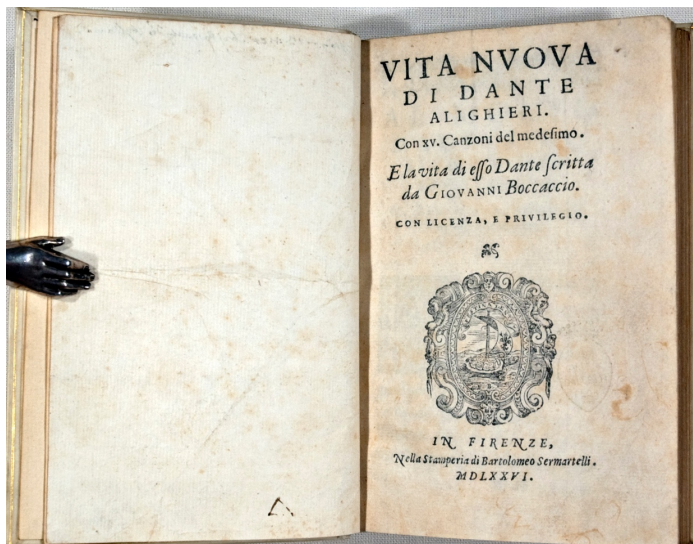 VITA NVOVA
DI DANTE
ALIGHIERI.
Con xv. Canzoni del medeſimo.
E la vita di eſſo Dante ſcritta
da GIOVANNI Boccaccio.
CON LICENZA, E PRIVILEGIO.
IN FIRENZE,
Nella Stamperia di Bartolomeo Sermartelli.
MDLXXVI.